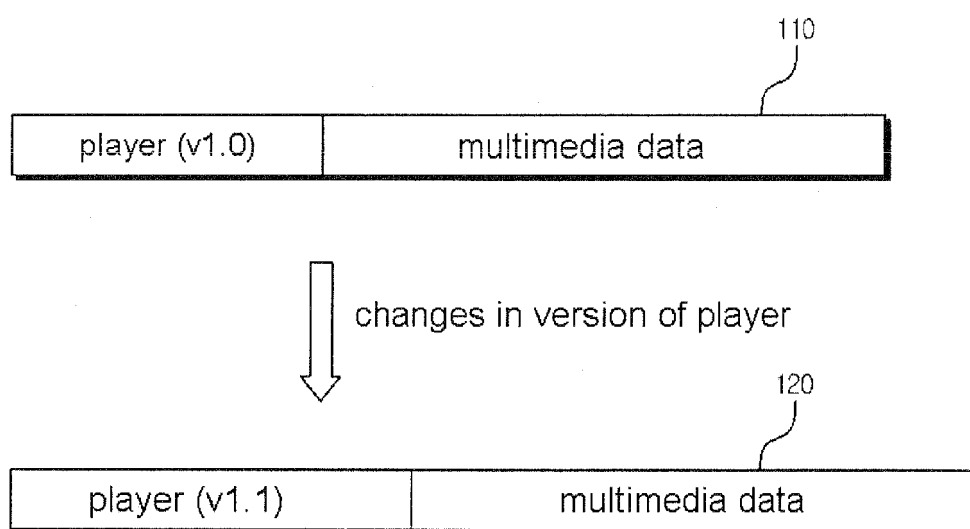 110
player (v1.0) multimedia data
changes in version of player
120
player (v1.1) multimedia data